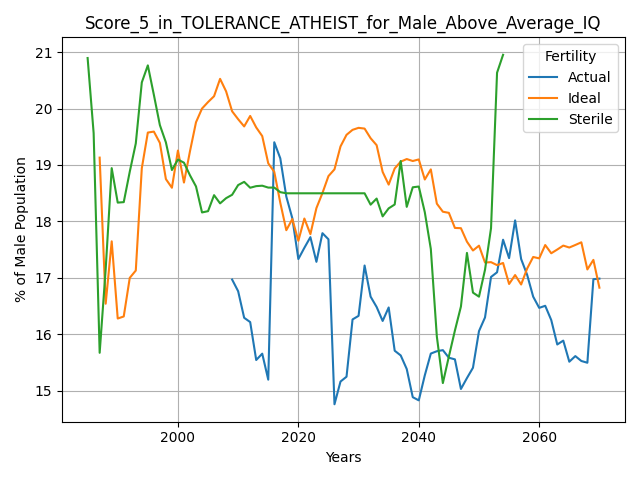 Score_5_in_TOLERANCE_ATHEIST_for_Male_Above_Average_IQ
% of Male Population
21
20
19
18
17
16
15
Fertility
Actual
Ideal
Sterile
2000 2020 2040 2060
Years